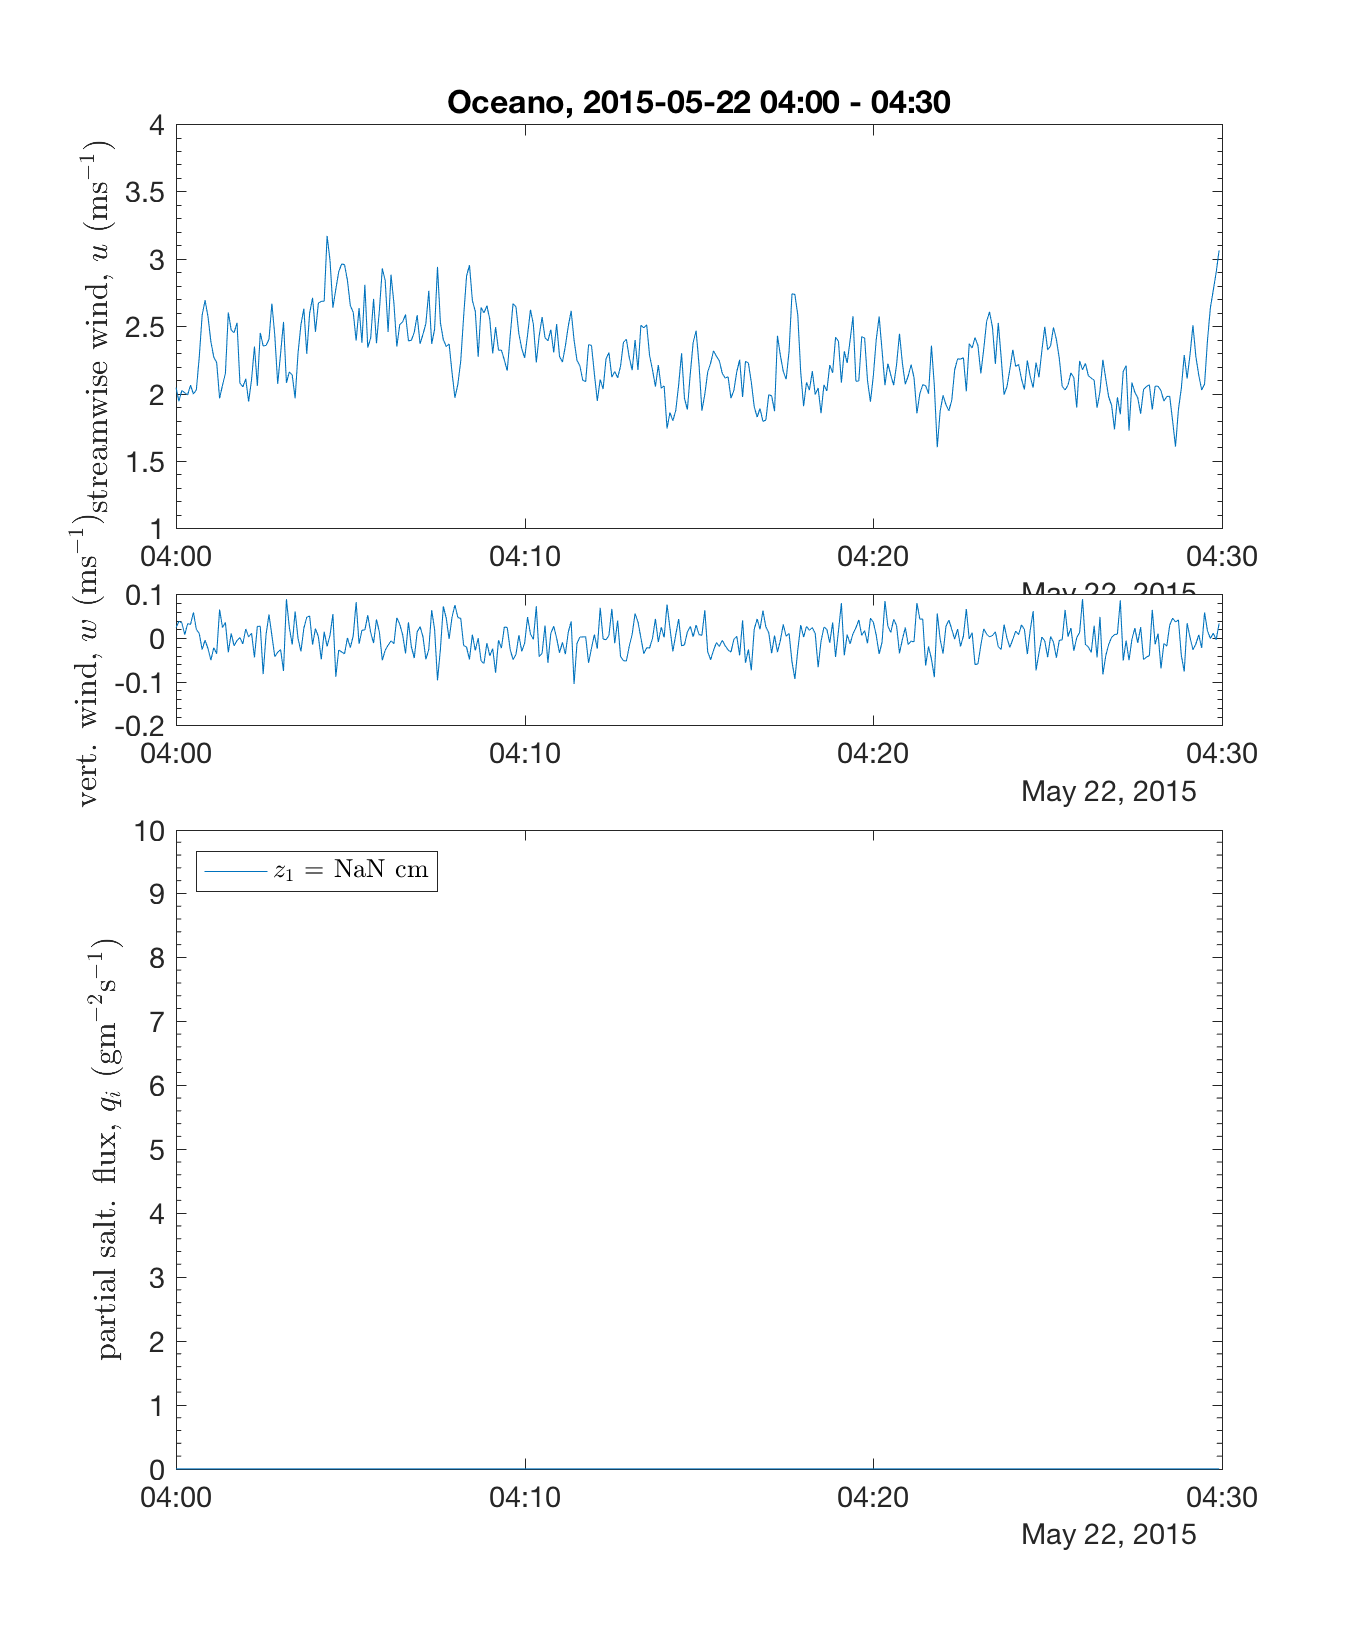 Oceano, 2015-05-22 04:00 - 04:30
streamwise wind, u (ms⁻¹)
4
3.5
3
2.5
2
1.5
1
04:00 04:10 04:20 04:30
May 22, 2015
vert. wind, w (ms⁻¹)
0.1
0
-0.1
-0.2
04:00 04:10 04:20 04:30
May 22, 2015
partial salt. flux, qᵢ (gm⁻²s⁻¹)
10
9
8
7
6
5
4
3
2
1
0
z₁ = NaN cm
04:00 04:10 04:20 04:30
May 22, 2015